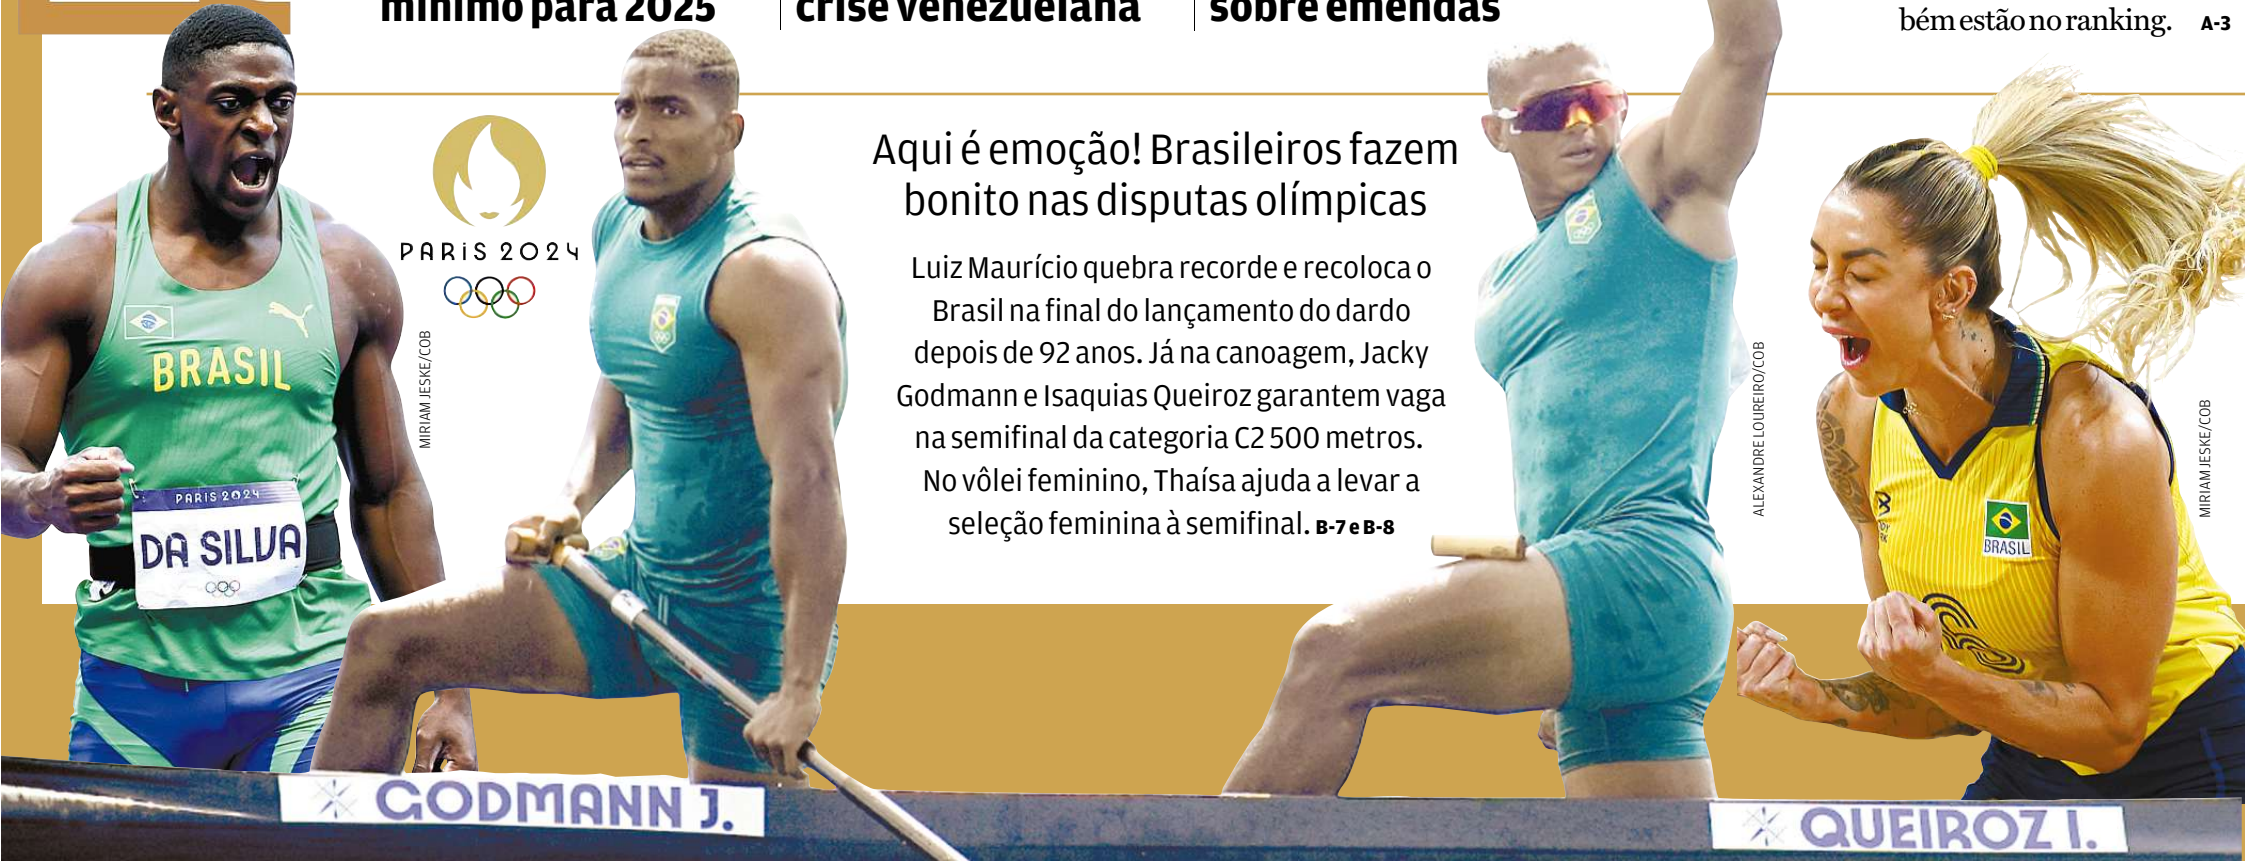 mínimo para 2025
crise venezuelana
sobre emendas
bém estão no ranking. A-3
PARIS 2024
Aqui é emoção! Brasileiros fazem
bonito nas disputas olímpicas
Luiz Maurício quebra recorde e recoloca o
Brasil na final do lançamento do dardo
depois de 92 anos. Já na canoagem, Jacky
Godmann e Isaquias Queiroz garantem vaga
na semifinal da categoria C2 500 metros.
No vôlei feminino, Thaísa ajuda a levar a
seleção feminina à semifinal. B-7 e B-8
MIRIAM JESKE/COB
ALEXANDRE LOUREIRO/COB
MIRIAM JESKE/COB
BRASIL
PARIS 2024
DA SILVA
BRASIL
6
GODMANN J.
QUEIROZ I.